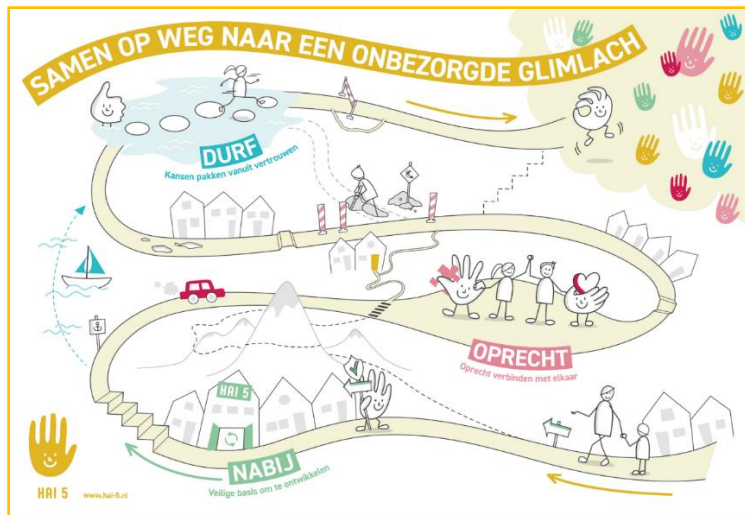 SAMEN OP WEG NAAR EEN ONBEZORGDE GLIMLACH
DURF
Kansen pakken vanuit vertrouwen
OPRECHT
Oprecht verbinden met elkaar
HAI 5
NABIJ
Veilige basis om te ontwikkelen
HAI 5
www.hai-5.nl